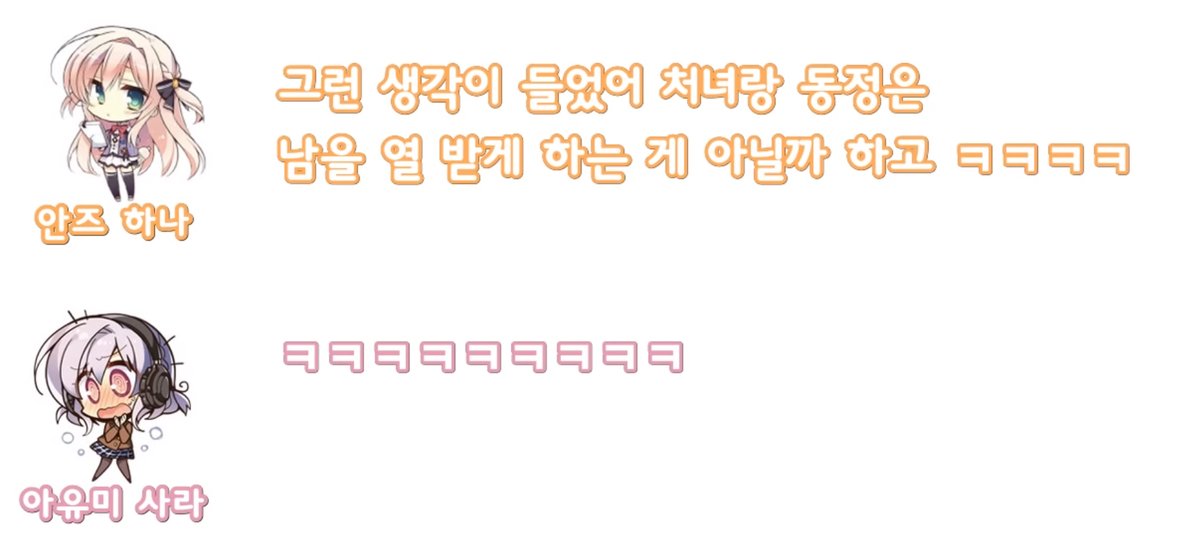 그런 생각이 들었어 처녀랑 동정은
남을 열 받게 하는 게 아닐까 하고 ㅋㅋㅋㅋ
안즈 하나
ㅋㅋㅋㅋㅋㅋㅋㅋㅋ
아유미 사라